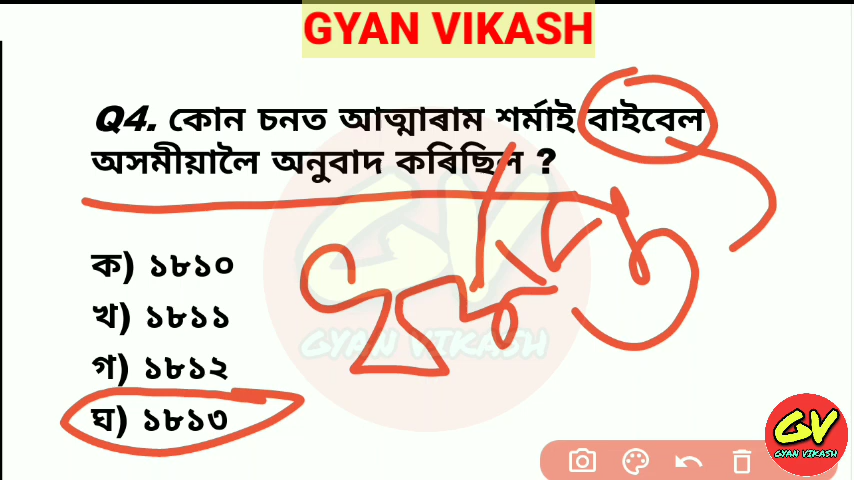 GYAN VIKASH
Q4. কোন চনত আত্মাৰাম শৰ্মাই বাইবেল
অসমীয়ালৈ অনুবাদ কৰিছিল ?
ক) ১৮১০
খ) ১৮১১
গ) ১৮১২
ঘ) ১৮১৩
GV
GYAN VIKASH
GV
GYAN VIKASH